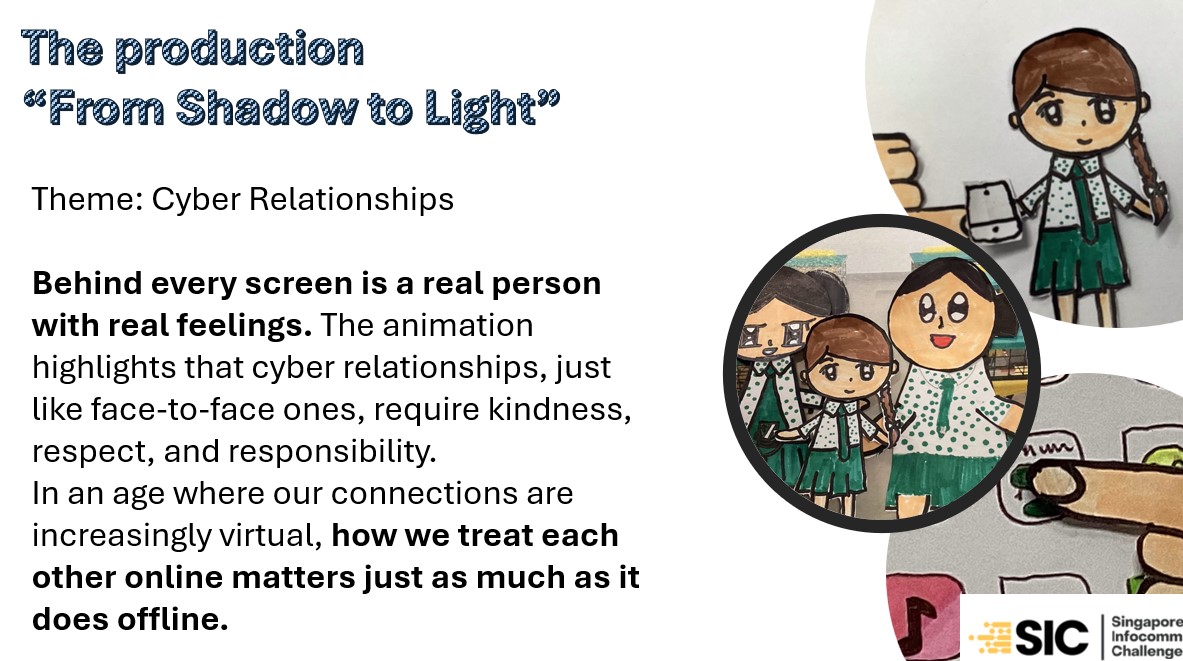 The production
“From Shadow to Light”
Theme: Cyber Relationships
Behind every screen is a real person
with real feelings. The animation
highlights that cyber relationships, just
like face-to-face ones, require kindness,
respect, and responsibility.
In an age where our connections are
increasingly virtual, how we treat each
other online matters just as much as it
does offline.
SIC
Singapore
Infocomm
Challenge